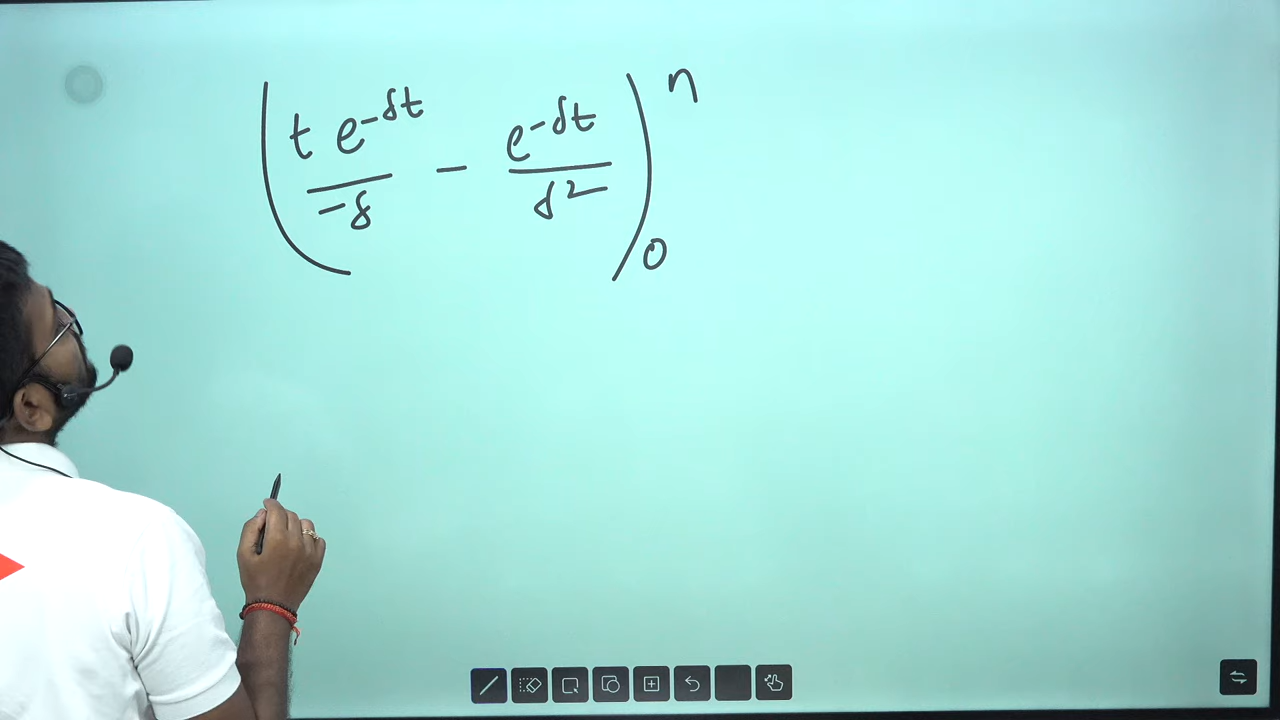 ( t e^{-δt} / -δ - e^{-δt} / δ² )_0^n